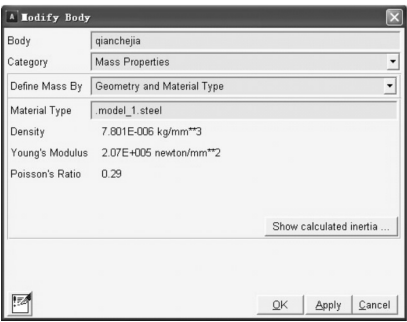 A Modify Body
Body qianchejia
Category Mass Properties
Define Mass By Geometry and Material Type
Material Type .model_1.steel
Density 7.801E-006 kg/mm**3
Young's Modulus 2.07E+005 newton/mm**2
Poisson's Ratio 0.29
Show calculated inertia ...
OK Apply Cancel